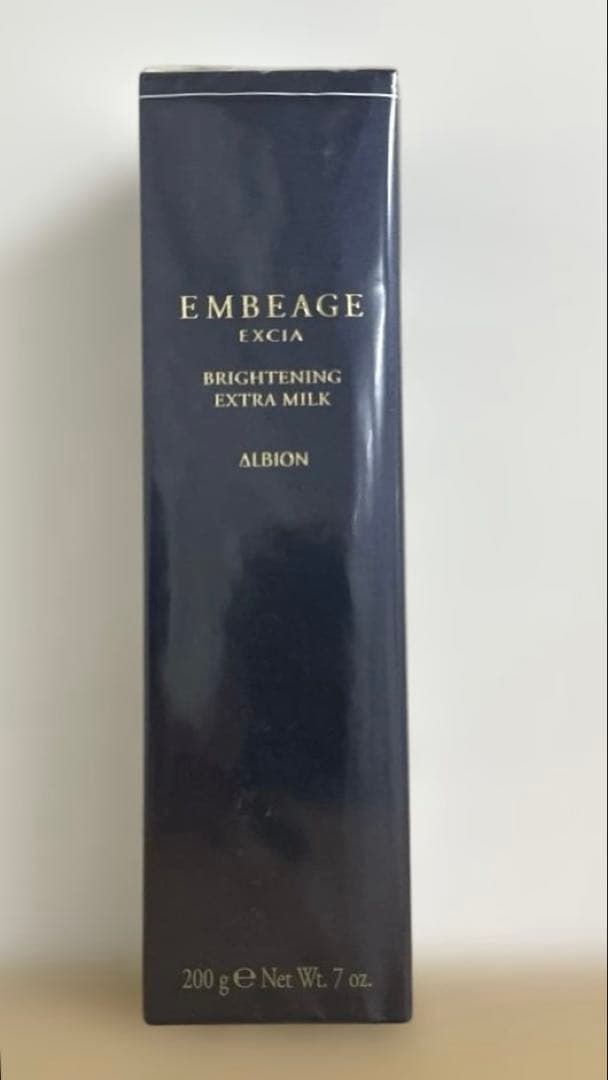 EMBEAGE
EXCIA
BRIGHTENING
EXTRA MILK
ALBION
200 g ℮ Net Wt. 7 oz.